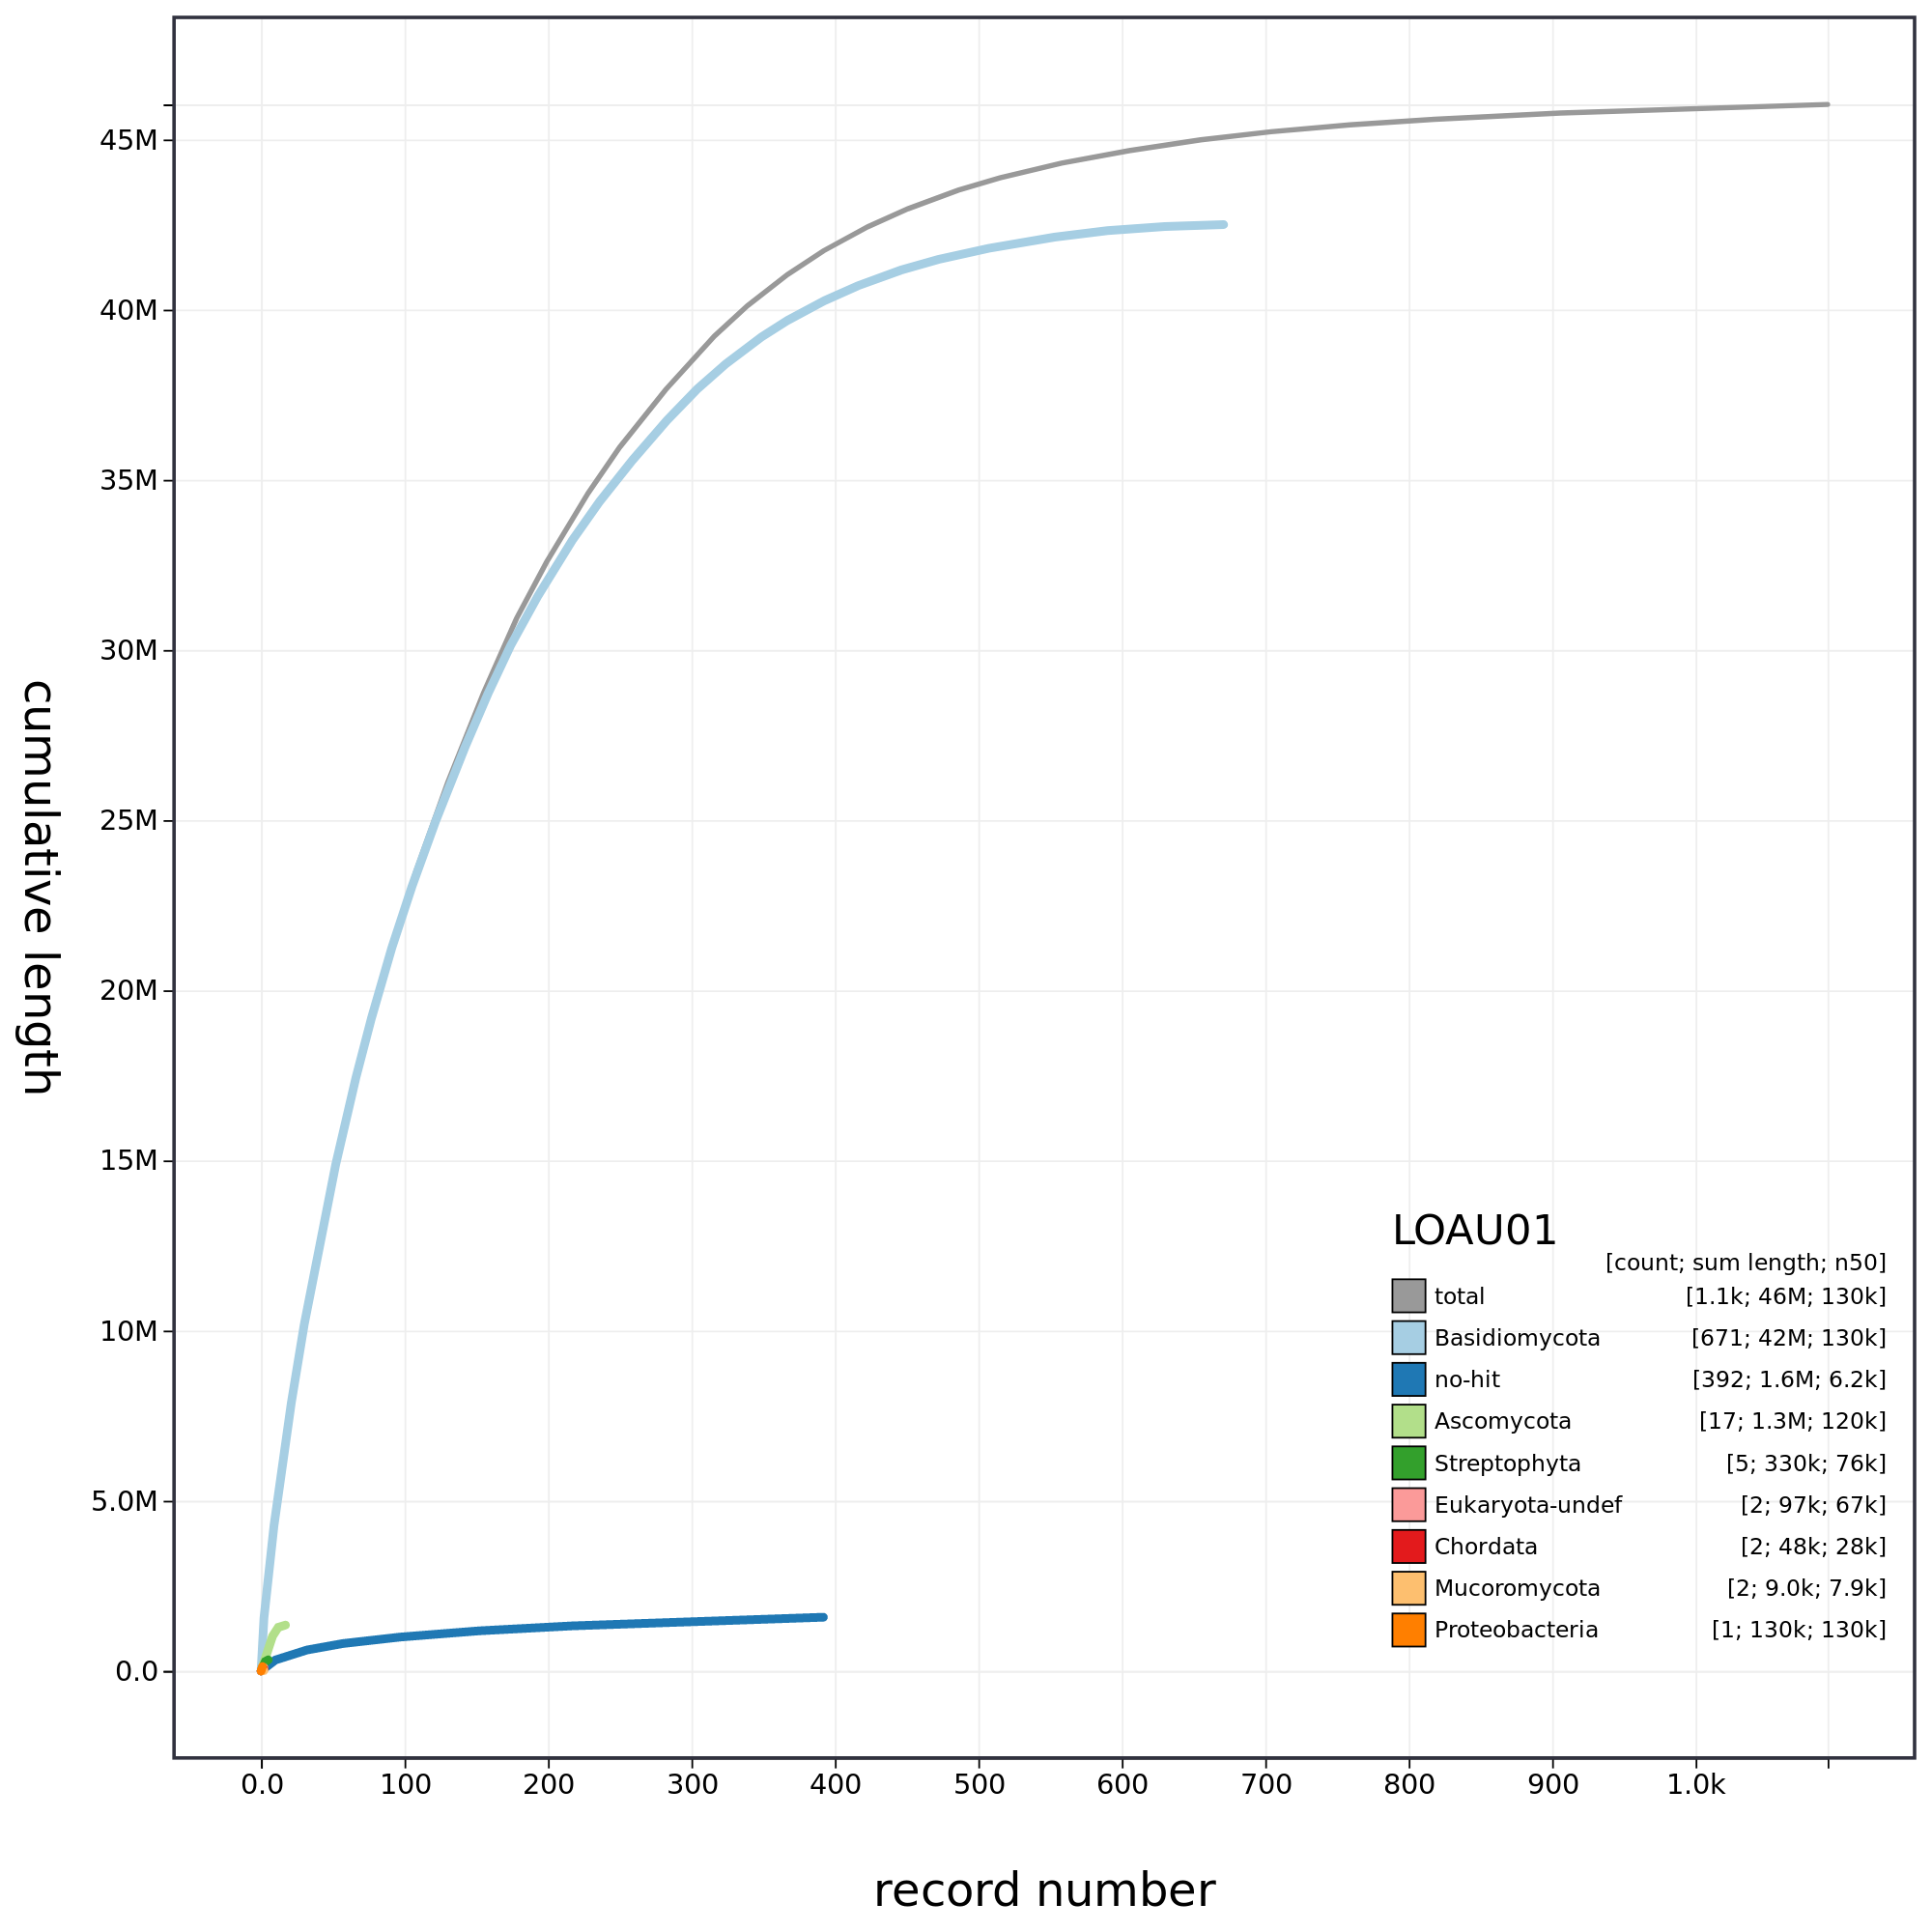 45M
40M
35M
30M
25M
20M
15M
10M
5.0M
0.0
cumulative length
LOAU01
[count; sum length; n50]
total [1.1k; 46M; 130k]
Basidiomycota [671; 42M; 130k]
no-hit [392; 1.6M; 6.2k]
Ascomycota [17; 1.3M; 120k]
Streptophyta [5; 330k; 76k]
Eukaryota-undef [2; 97k; 67k]
Chordata [2; 48k; 28k]
Mucoromycota [2; 9.0k; 7.9k]
Proteobacteria [1; 130k; 130k]
0.0 100 200 300 400 500 600 700 800 900 1.0k
record number